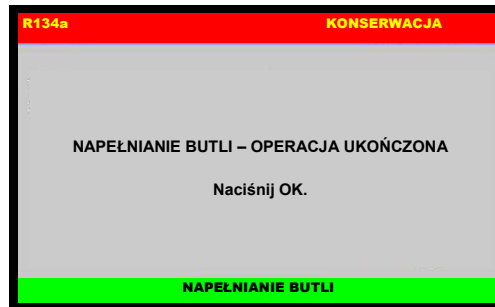 R134a KONSERWACJA
NAPEŁNIANIE BUTLI – OPERACJA UKOŃCZONA
Naciśnij OK.
NAPEŁNIANIE BUTLI